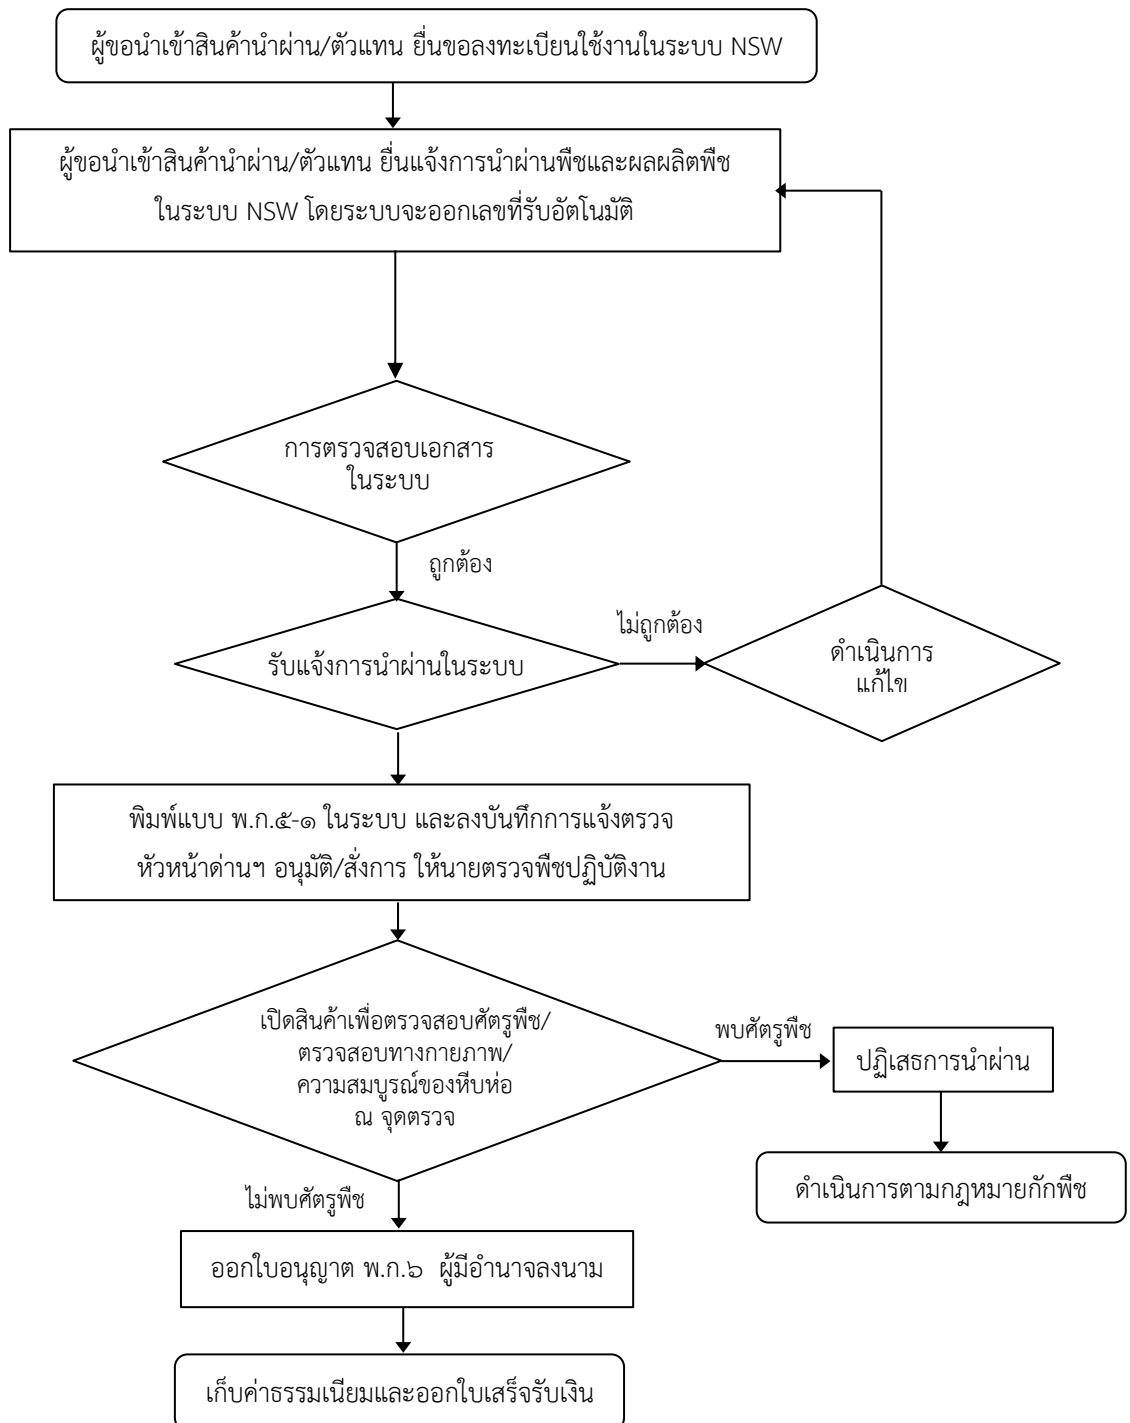 ผู้ขอนำเข้าสินค้านำผ่าน/ตัวแทน ยื่นขอลงทะเบียนใช้งานในระบบ NSW
ผู้ขอนำเข้าสินค้านำผ่าน/ตัวแทน ยื่นแจ้งการนำผ่านพืชและผลผลิตพืช
ในระบบ NSW โดยระบบจะออกเลขที่รับอัตโนมัติ
การตรวจสอบเอกสาร
ในระบบ
ถูกต้อง
รับแจ้งการนำผ่านในระบบ
ไม่ถูกต้อง
ดำเนินการ
แก้ไข
พิมพ์แบบ พ.ก.๕-๑ ในระบบ และลงบันทึกการแจ้งตรวจ
หัวหน้าด่านฯ อนุมัติ/สั่งการ ให้นายตรวจพืชปฏิบัติงาน
เปิดสินค้าเพื่อตรวจสอบศัตรูพืช/
ตรวจสอบทางกายภาพ/
ความสมบูรณ์ของหีบห่อ
ณ จุดตรวจ
พบศัตรูพืช
ปฏิเสธการนำผ่าน
ดำเนินการตามกฎหมายกักพืช
ไม่พบศัตรูพืช
ออกใบอนุญาต พ.ก.๖ ผู้มีอำนาจลงนาม
เก็บค่าธรรมเนียมและออกใบเสร็จรับเงิน